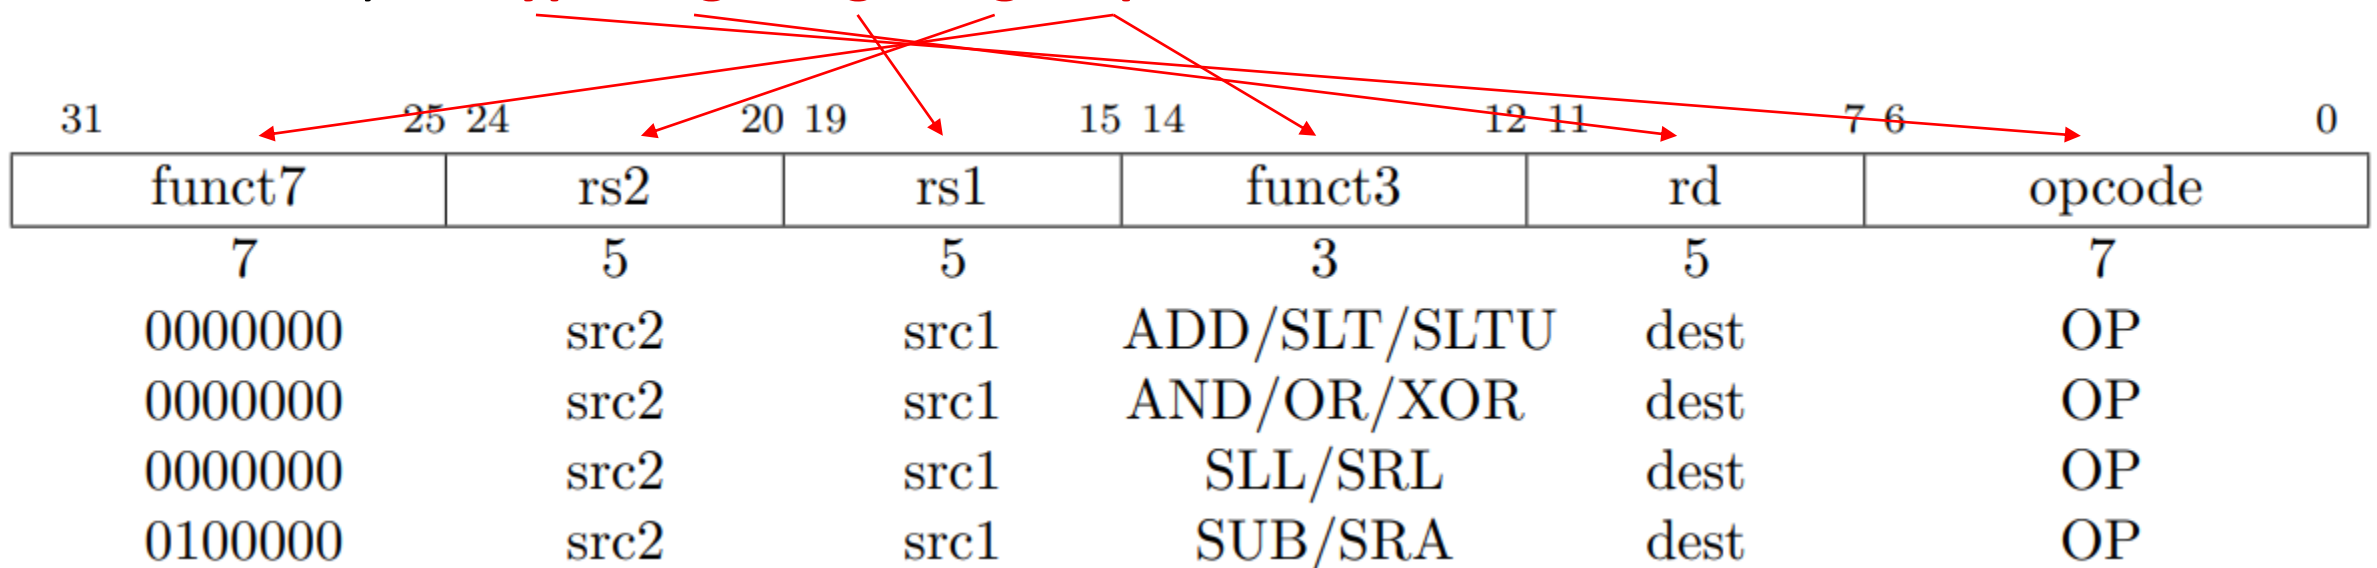 31 25 24 20 19 15 14 12 11 7 6 0
funct7 rs2 rs1 funct3 rd opcode
7 5 5 3 5 7
0000000 src2 src1 ADD/SLT/SLTU dest OP
0000000 src2 src1 AND/OR/XOR dest OP
0000000 src2 src1 SLL/SRL dest OP
0100000 src2 src1 SUB/SRA dest OP